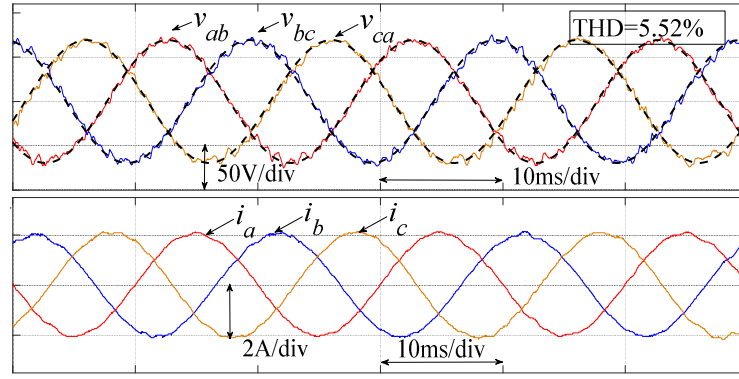 v_ab v_bc v_ca THD=5.52%
50V/div 10ms/div
i_a i_b i_c
2A/div 10ms/div